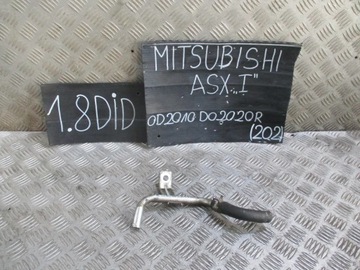 MITSUBISHI
ASX "I"
1.8DiD
OD2010 DO2020R
(202)